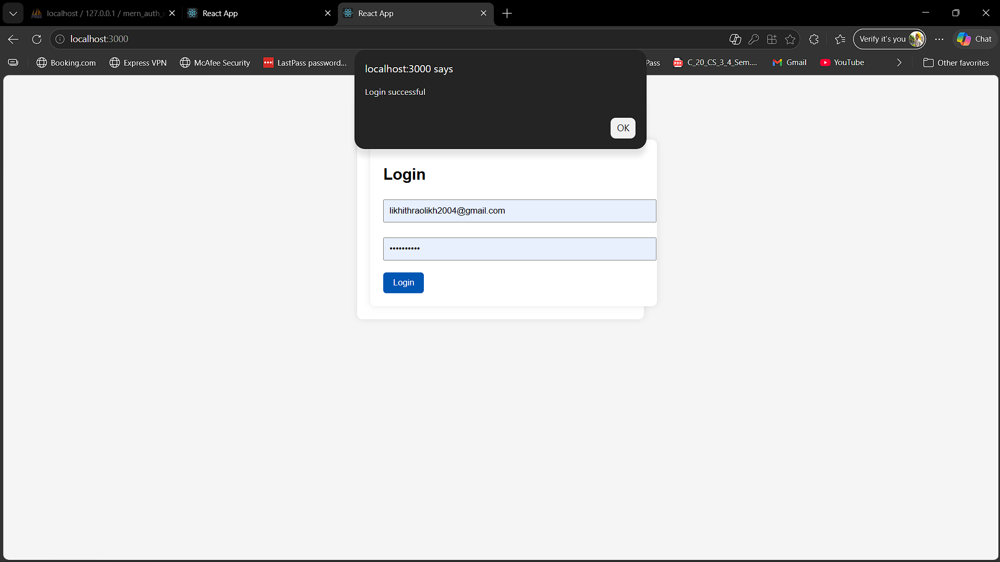 localhost / 127.0.0.1 / mern_auth_
React App
React App
localhost:3000
Verify it's you
Chat
Booking.com
Express VPN
McAfee Security
LastPass password...
Pass
C_20_CS_3_4_Sem....
Gmail
YouTube
Other favorites
localhost:3000 says
Login successful
OK
Login
likhithraolikh2004@gmail.com
••••••••••
Login